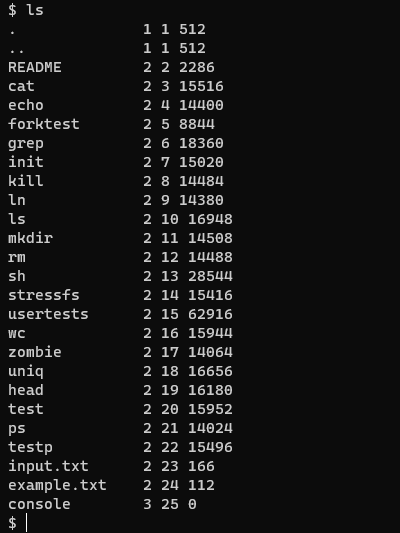 $ ls
.              1 1 512
..             1 1 512
README         2 2 2286
cat            2 3 15516
echo           2 4 14400
forktest       2 5 8844
grep           2 6 18360
init           2 7 15020
kill           2 8 14484
ln             2 9 14380
ls             2 10 16948
mkdir          2 11 14508
rm             2 12 14488
sh             2 13 28544
stressfs       2 14 15416
usertests      2 15 62916
wc             2 16 15944
zombie         2 17 14064
uniq           2 18 16656
head           2 19 16180
test           2 20 15952
ps             2 21 14024
testp          2 22 15496
input.txt      2 23 166
example.txt    2 24 112
console        3 25 0
$